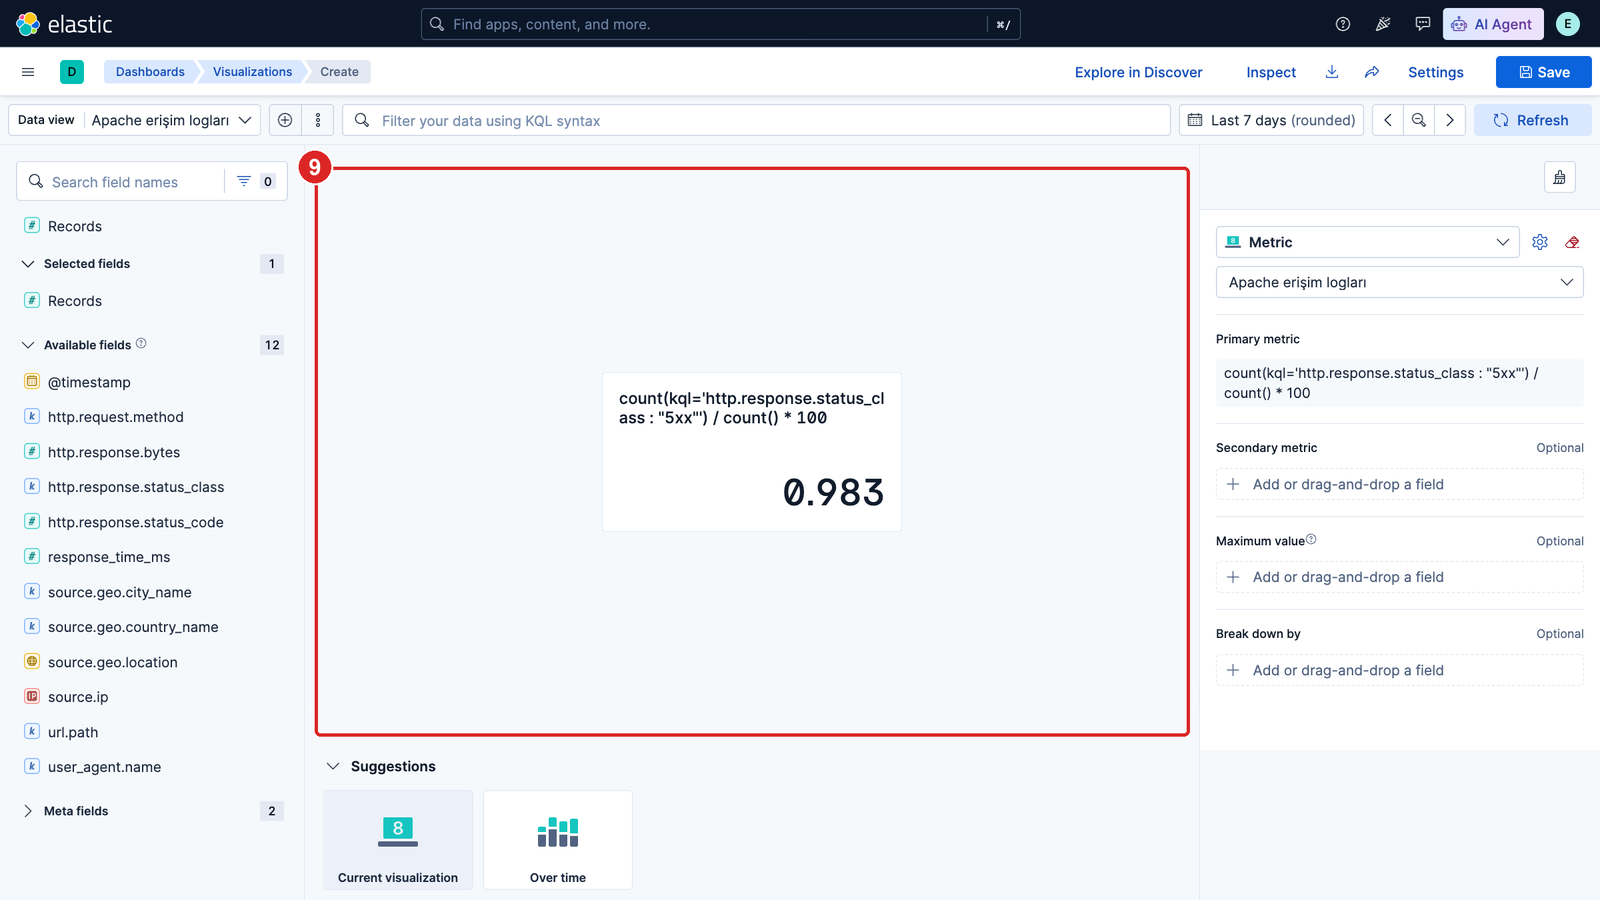 elastic
Find apps, content, and more.
⌘/
AI Agent
E
D
Dashboards
Visualizations
Create
Explore in Discover
Inspect
Settings
Save
Data view
Apache erişim logları
Filter your data using KQL syntax
Last 7 days (rounded)
Refresh
Search field names
0
Records
Selected fields
1
Records
Available fields
12
@timestamp
http.request.method
http.response.bytes
http.response.status_class
http.response.status_code
response_time_ms
source.geo.city_name
source.geo.country_name
source.geo.location
source.ip
url.path
user_agent.name
Meta fields
2
9
count(kql='http.response.status_cl
ass : "5xx"') / count() * 100
0.983
Suggestions
8
Current visualization
Over time
Metric
Apache erişim logları
Primary metric
count(kql='http.response.status_class : "5xx"') /
count() * 100
Secondary metric
Optional
Add or drag-and-drop a field
Maximum value
Optional
Add or drag-and-drop a field
Break down by
Optional
Add or drag-and-drop a field